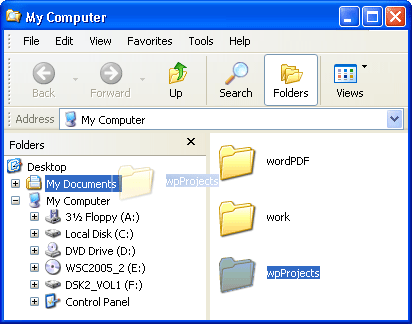 My Computer
File Edit View Favorites Tools Help
Back Forward Up Search Folders Views
Address My Computer
Folders
Desktop
My Documents wpProjects
My Computer
3½ Floppy (A:)
Local Disk (C:)
DVD Drive (D:)
WSC2005_2 (E:)
DSK2_VOL1 (F:)
Control Panel
wordPDF
work
wpProjects